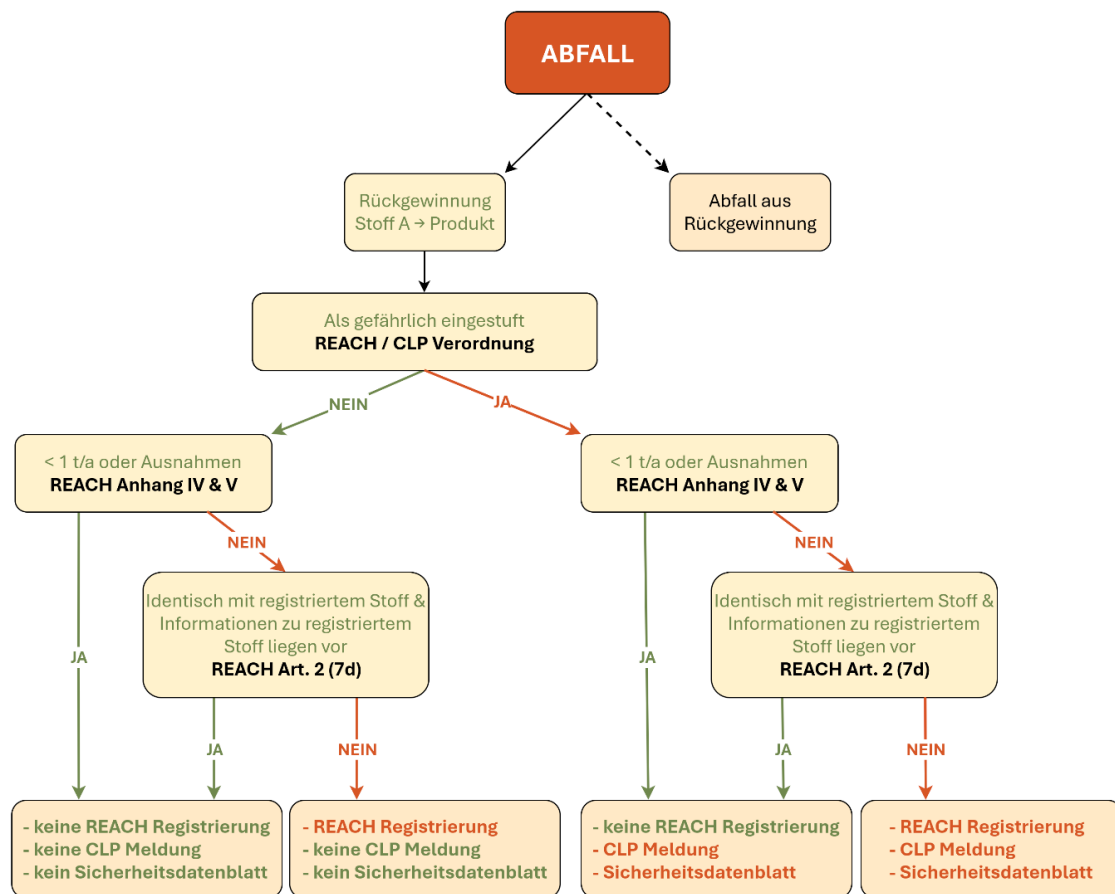 ABFALL
Rückgewinnung
Stoff A → Produkt
Abfall aus
Rückgewinnung
Als gefährlich eingestuft
REACH / CLP Verordnung
NEIN
JA
< 1 t/a oder Ausnahmen
REACH Anhang IV & V
< 1 t/a oder Ausnahmen
REACH Anhang IV & V
NEIN
NEIN
Identisch mit registriertem Stoff &
Informationen zu registriertem
Stoff liegen vor
REACH Art. 2 (7d)
Identisch mit registriertem Stoff &
Informationen zu registriertem
Stoff liegen vor
REACH Art. 2 (7d)
JA
JA
JA
NEIN
JA
NEIN
- keine REACH Registrierung
- keine CLP Meldung
- kein Sicherheitsdatenblatt
- REACH Registrierung
- keine CLP Meldung
- kein Sicherheitsdatenblatt
- keine REACH Registrierung
- CLP Meldung
- Sicherheitsdatenblatt
- REACH Registrierung
- CLP Meldung
- Sicherheitsdatenblatt